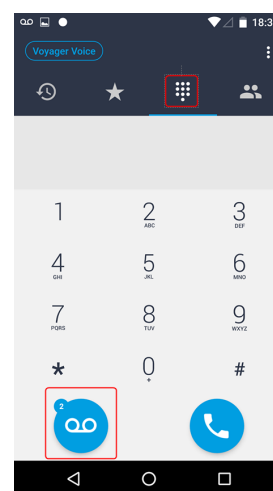 18:3
Voyager Voice
1 2 3
ABC DEF
4 5 6
GHI JKL MNO
7 8 9
PQRS TUV WXYZ
* 0 #
+
2